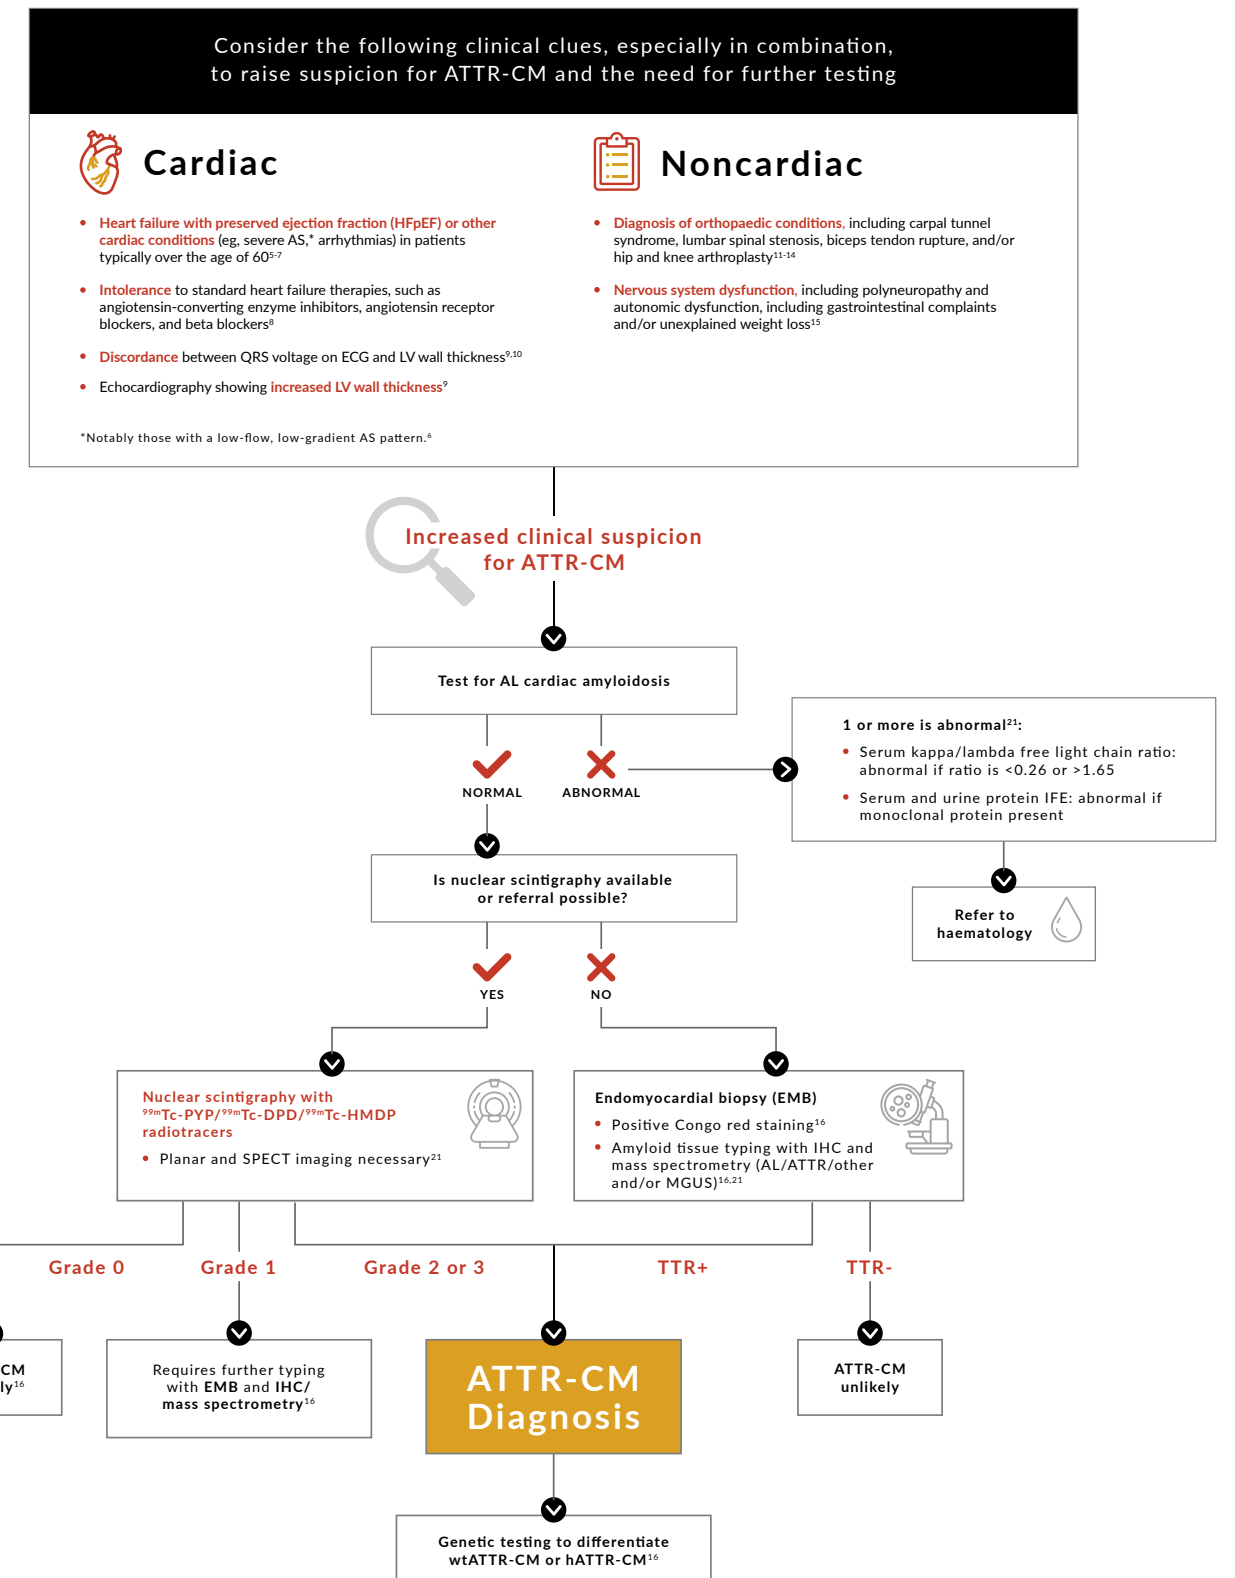 Consider the following clinical clues, especially in combination,
to raise suspicion for ATTR-CM and the need for further testing
Cardiac
• Heart failure with preserved ejection fraction (HFpEF) or other
cardiac conditions (eg, severe AS,* arrhythmias) in patients
typically over the age of 60⁵⁻⁷
• Intolerance to standard heart failure therapies, such as
angiotensin-converting enzyme inhibitors, angiotensin receptor
blockers, and beta blockers⁸
• Discordance between QRS voltage on ECG and LV wall thickness⁹,¹⁰
• Echocardiography showing increased LV wall thickness⁹
*Notably those with a low-flow, low-gradient AS pattern.⁶
Noncardiac
• Diagnosis of orthopaedic conditions, including carpal tunnel
syndrome, lumbar spinal stenosis, biceps tendon rupture, and/or
hip and knee arthroplasty¹¹⁻¹⁴
• Nervous system dysfunction, including polyneuropathy and
autonomic dysfunction, including gastrointestinal complaints
and/or unexplained weight loss¹⁵
Increased clinical suspicion
for ATTR-CM
Test for AL cardiac amyloidosis
NORMAL
ABNORMAL
1 or more is abnormal²¹:
• Serum kappa/lambda free light chain ratio:
abnormal if ratio is <0.26 or >1.65
• Serum and urine protein IFE: abnormal if
monoclonal protein present
Refer to
haematology
Is nuclear scintigraphy available
or referral possible?
YES
NO
Nuclear scintigraphy with
⁹⁹ᵐTc-PYP/⁹⁹ᵐTc-DPD/⁹⁹ᵐTc-HMDP
radiotracers
• Planar and SPECT imaging necessary²¹
Endomyocardial biopsy (EMB)
• Positive Congo red staining¹⁶
• Amyloid tissue typing with IHC and
mass spectrometry (AL/ATTR/other
and/or MGUS)¹⁶,²¹
Grade 0
Grade 1
Grade 2 or 3
TTR+
TTR-
CM
ly¹⁶
Requires further typing
with EMB and IHC/
mass spectrometry¹⁶
ATTR-CM
Diagnosis
ATTR-CM
unlikely
Genetic testing to differentiate
wtATTR-CM or hATTR-CM¹⁶